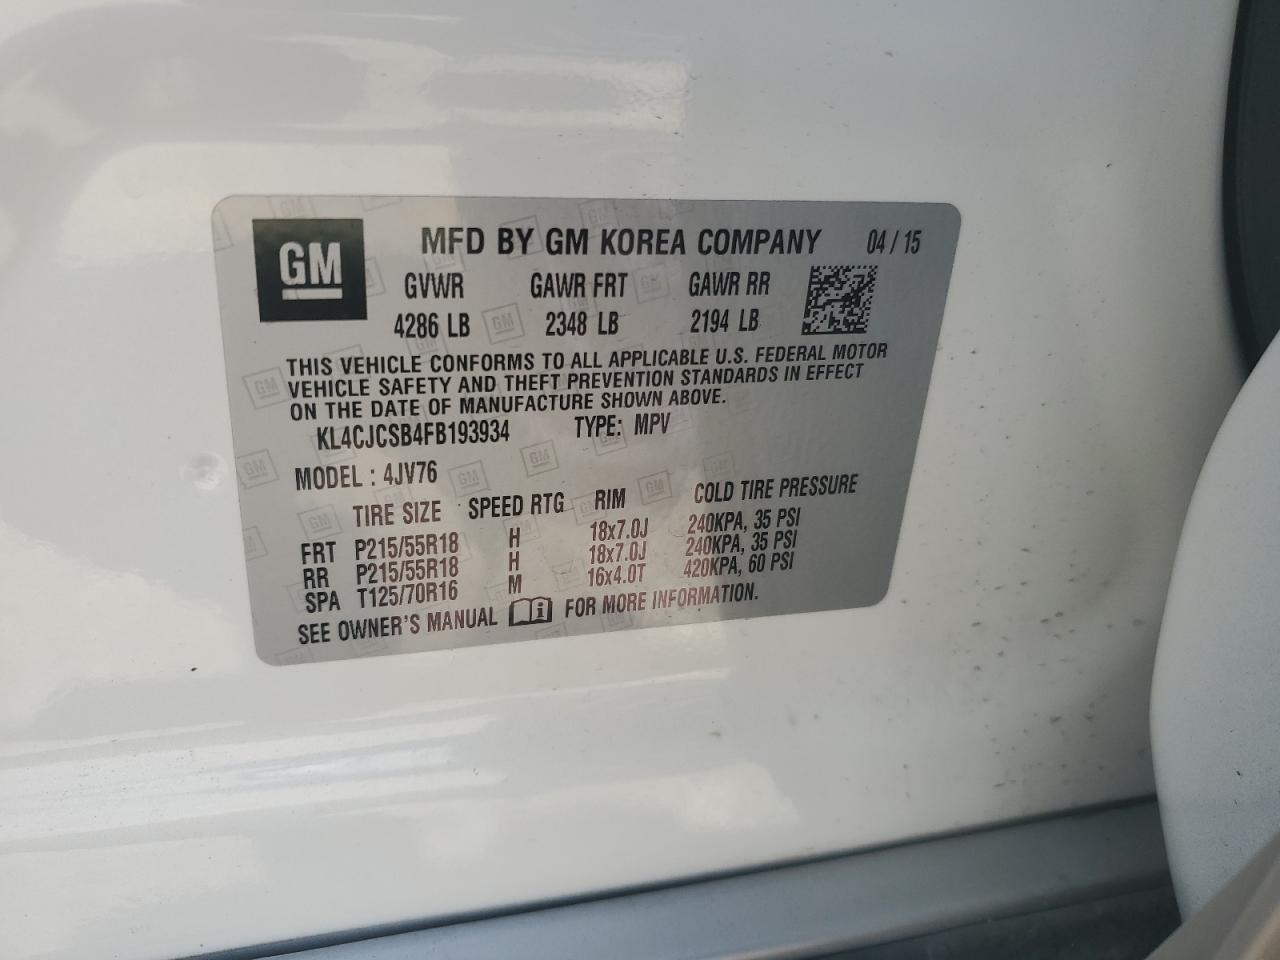 GM
MFD BY GM KOREA COMPANY 04 / 15
GVWR GAWR FRT GAWR RR
4286 LB 2348 LB 2194 LB
THIS VEHICLE CONFORMS TO ALL APPLICABLE U.S. FEDERAL MOTOR
VEHICLE SAFETY AND THEFT PREVENTION STANDARDS IN EFFECT
ON THE DATE OF MANUFACTURE SHOWN ABOVE.
KL4CJCSB4FB193934 TYPE: MPV
MODEL : 4JV76
TIRE SIZE SPEED RTG RIM COLD TIRE PRESSURE
FRT P215/55R18 H 18x7.0J 240KPA, 35 PSI
RR P215/55R18 H 18x7.0J 240KPA, 35 PSI
SPA T125/70R16 M 16x4.0T 420KPA, 60 PSI
SEE OWNER'S MANUAL i FOR MORE INFORMATION.